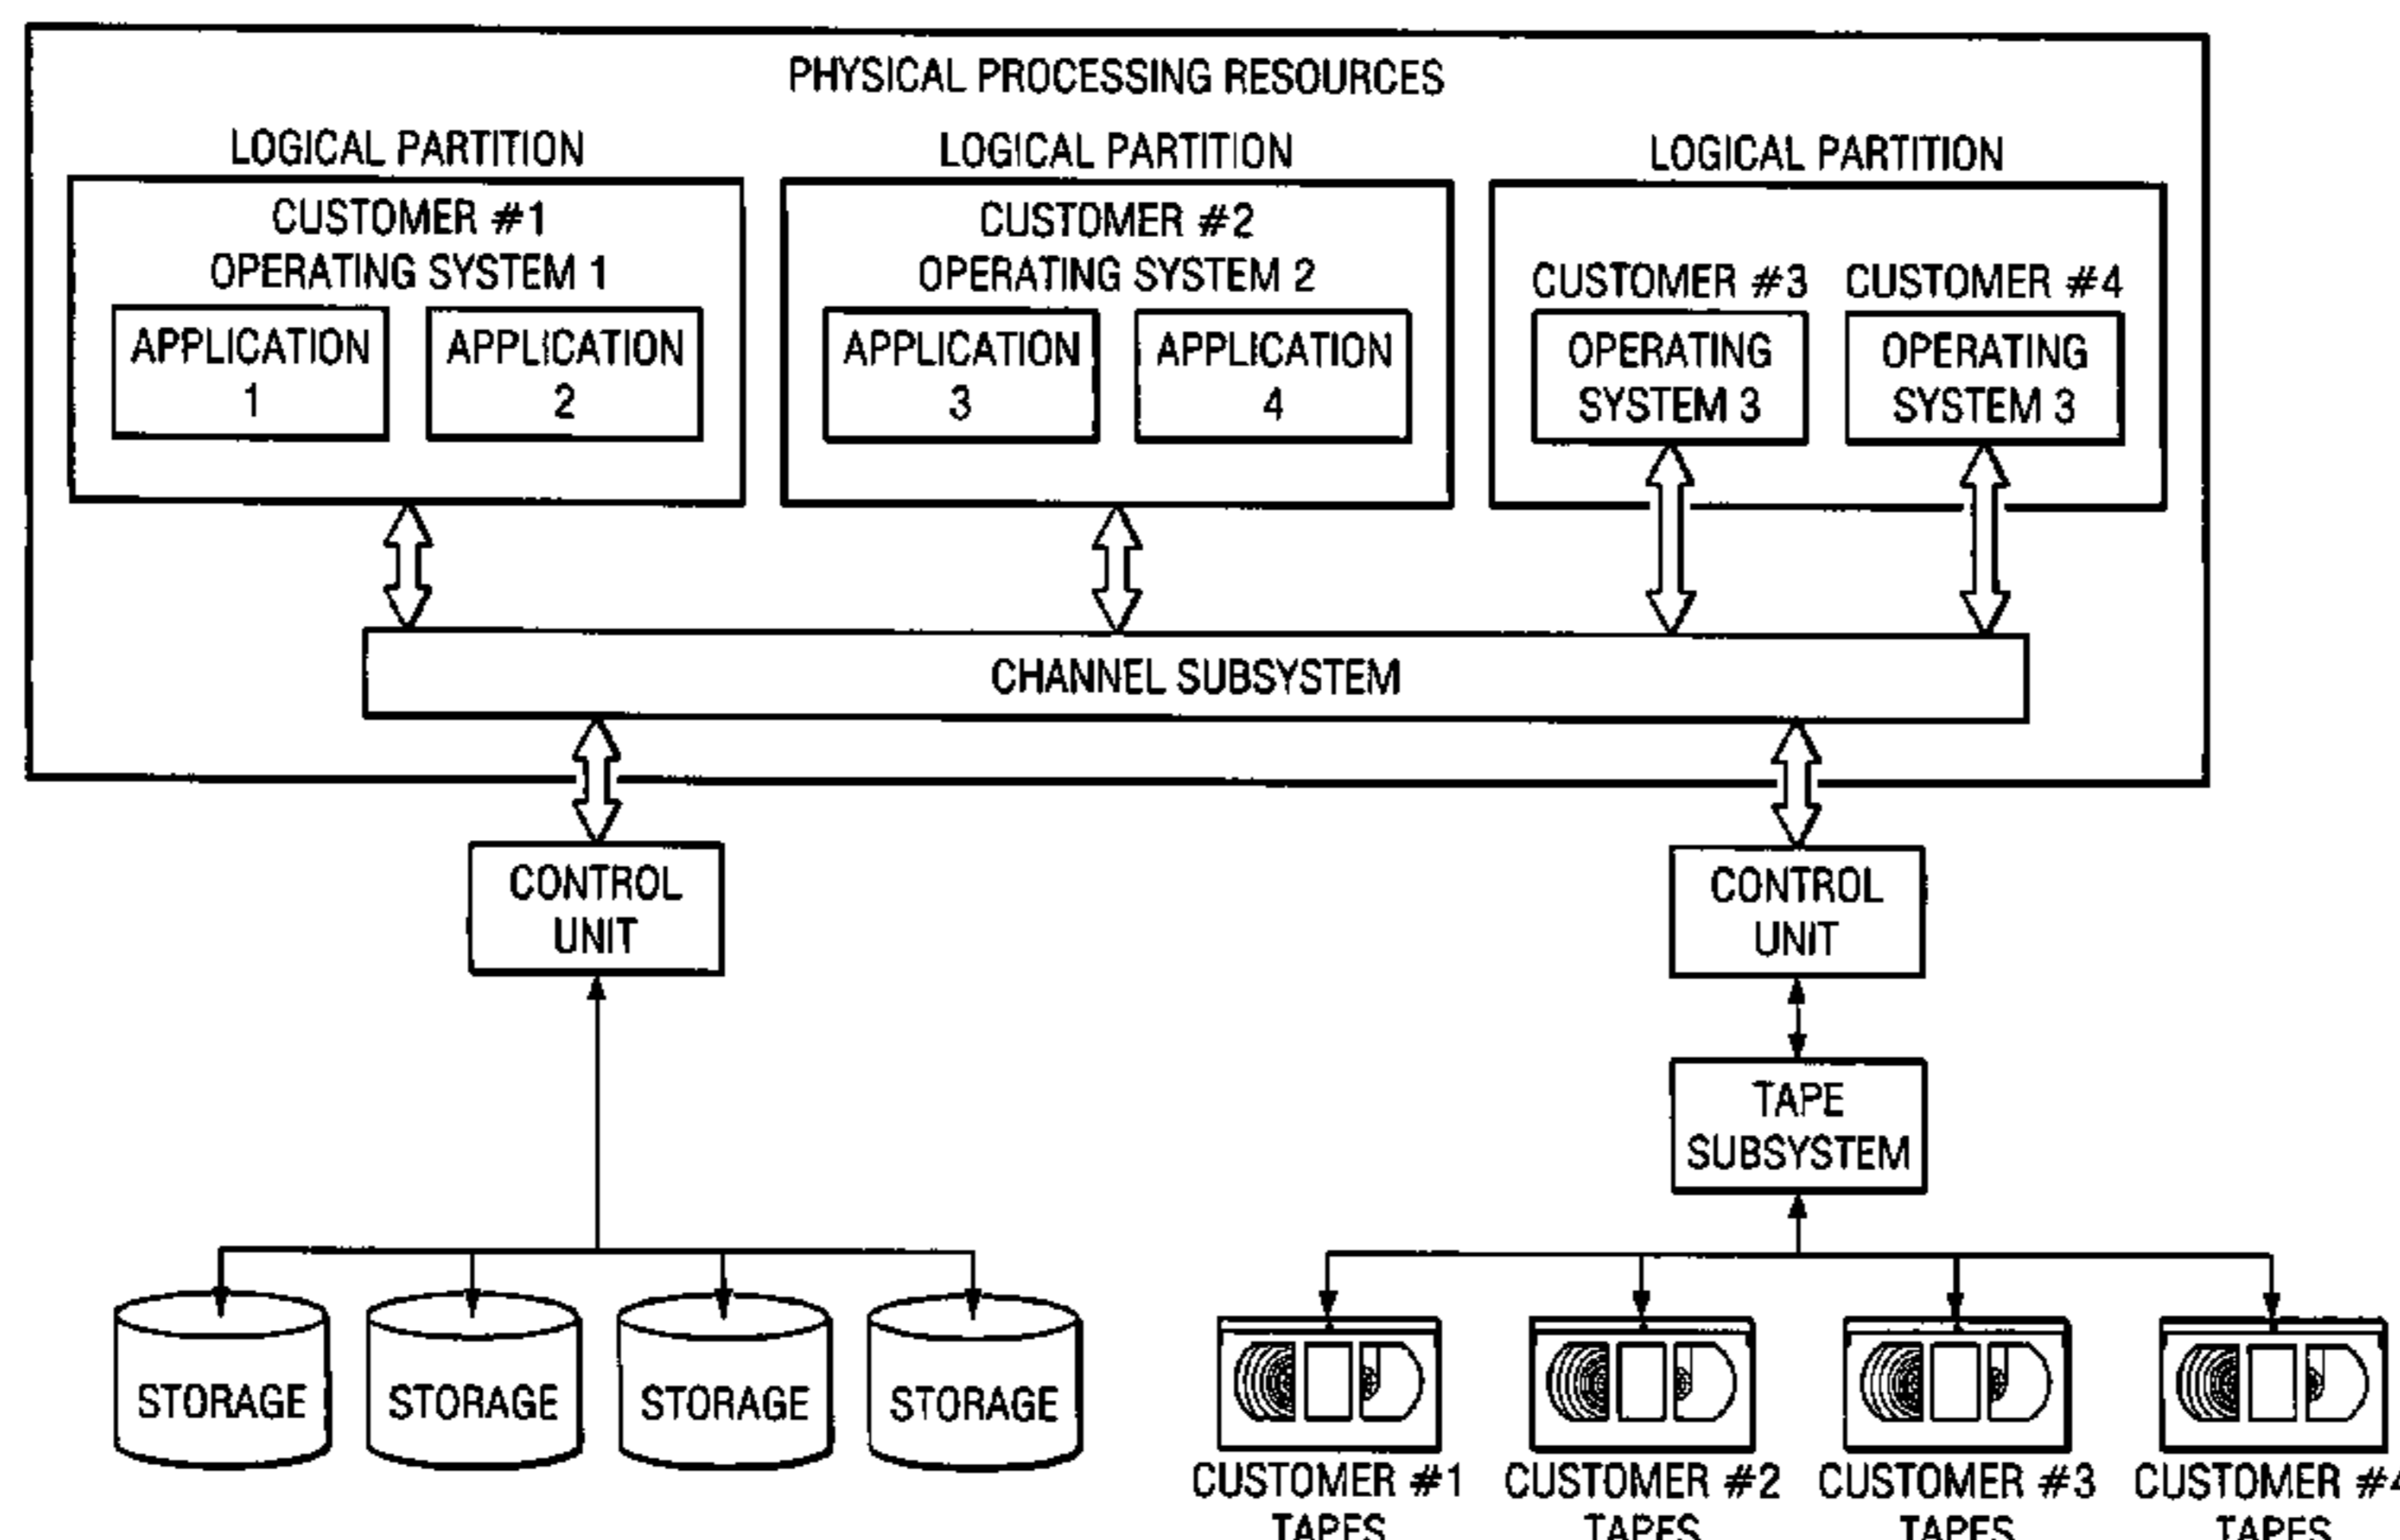 PHYSICAL PROCESSING RESOURCES
LOGICAL PARTITION
CUSTOMER #1
OPERATING SYSTEM 1
APPLICATION
1
APPLICATION
2
LOGICAL PARTITION
CUSTOMER #2
OPERATING SYSTEM 2
APPLICATION
3
APPLICATION
4
LOGICAL PARTITION
CUSTOMER #3
OPERATING
SYSTEM 3
CUSTOMER #4
OPERATING
SYSTEM 3
CHANNEL SUBSYSTEM
CONTROL
UNIT
CONTROL
UNIT
TAPE
SUBSYSTEM
STORAGE
STORAGE
STORAGE
STORAGE
CUSTOMER #1
TAPES
CUSTOMER #2
TAPES
CUSTOMER #3
TAPES
CUSTOMER #4
TAPES